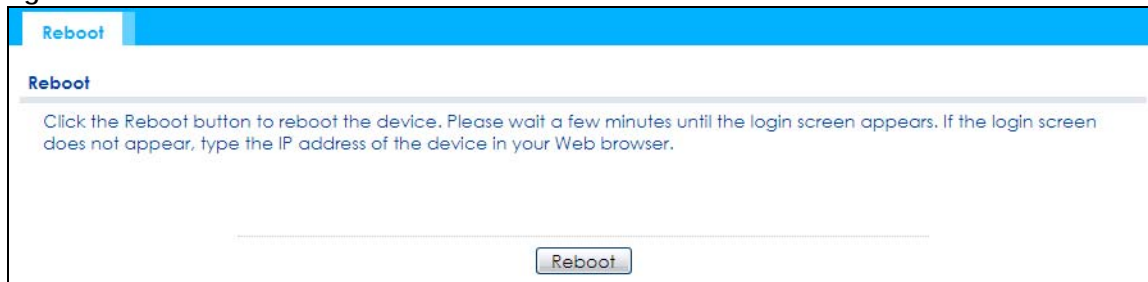 Reboot
Reboot
Click the Reboot button to reboot the device. Please wait a few minutes until the login screen appears. If the login screen
does not appear, type the IP address of the device in your Web browser.
Reboot